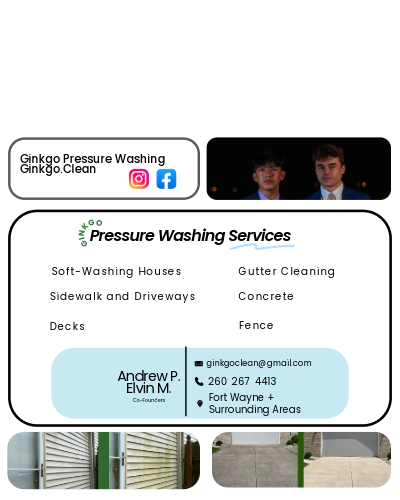 Ginkgo Pressure Washing
Ginkgo.Clean
GINKGO
Pressure Washing Services
Soft-Washing Houses
Gutter Cleaning
Sidewalk and Driveways
Concrete
Decks
Fence
Andrew P.
Elvin M.
Co-Founders
ginkgoclean@gmail.com
260 267 4413
Fort Wayne +
Surrounding Areas